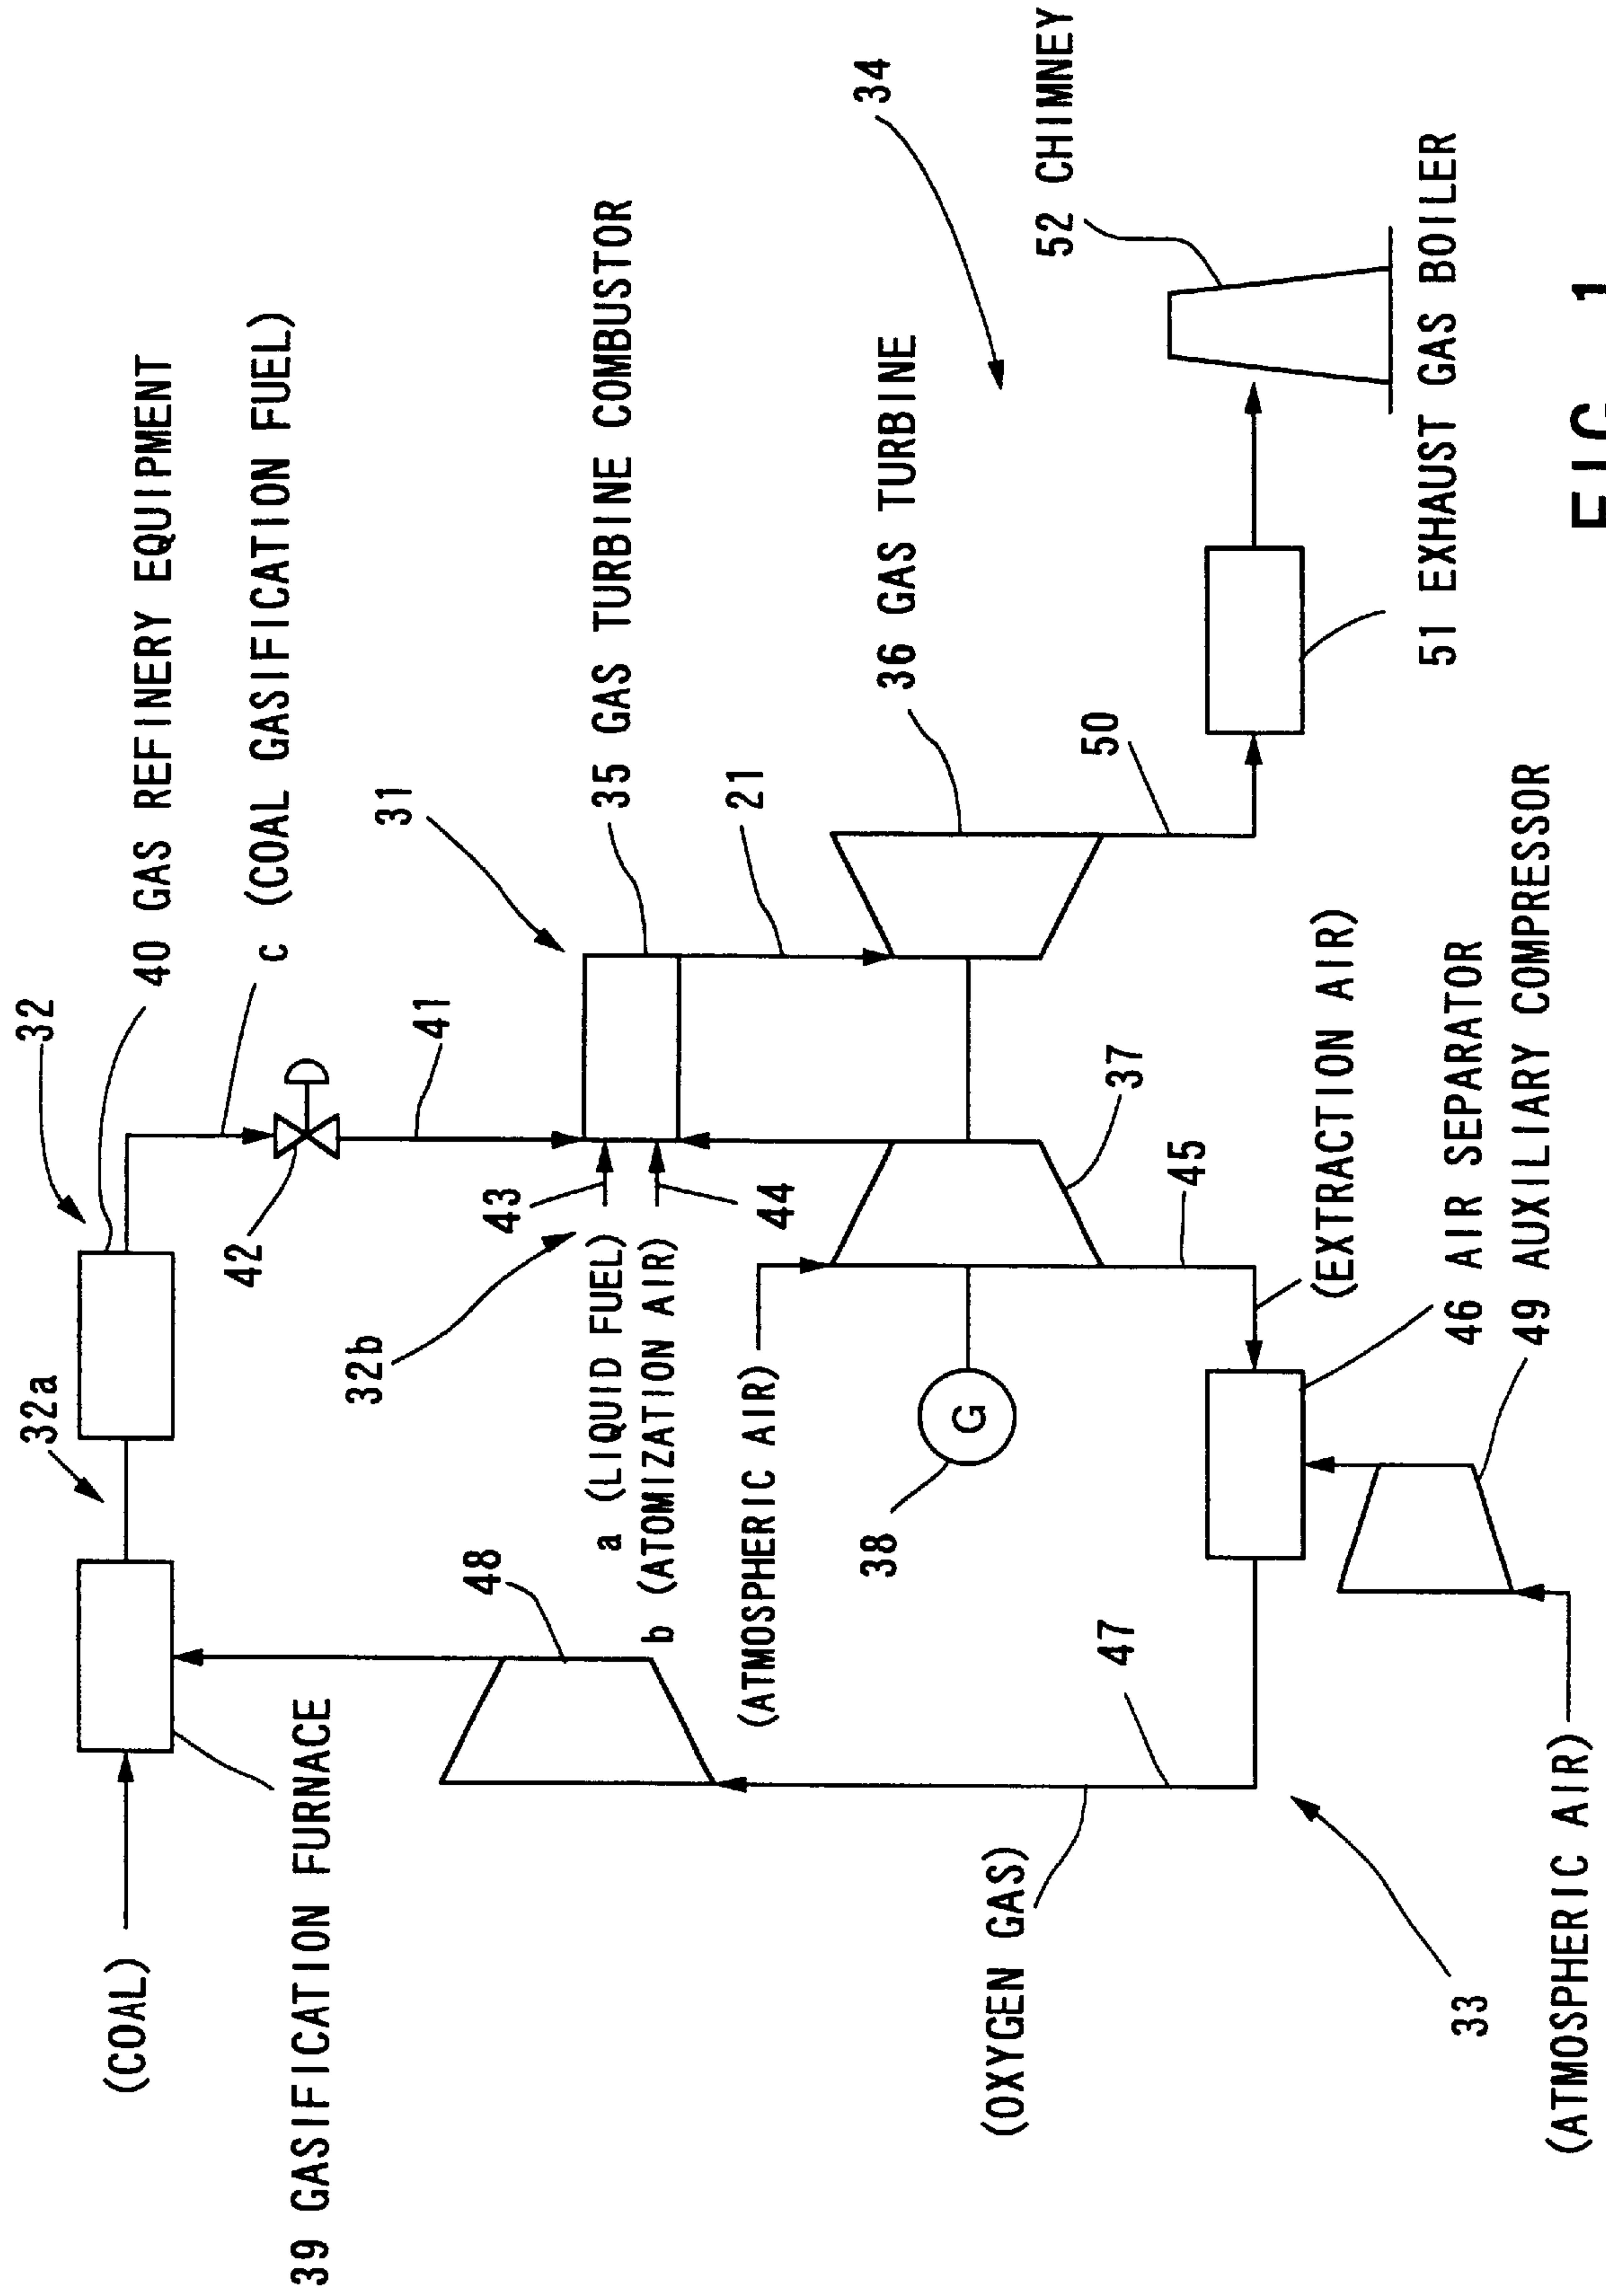 32
32a
40 GAS REFINERY EQUIPMENT
(COAL)
c (COAL GASIFICATION FUEL)
42
39 GASIFICATION FURNACE
31
41
32b
43
48
35 GAS TURBINE COMBUSTOR
a (LIQUID FUEL)
b (ATOMIZATION AIR)
44
21
(ATMOSPHERIC AIR)
34
36 GAS TURBINE
38
G
(OXYGEN GAS)
52 CHIMNEY
50
37
47
45
(EXTRACTION AIR)
51 EXHAUST GAS BOILER
33
46 AIR SEPARATOR
49 AUXILIARY COMPRESSOR
(ATMOSPHERIC AIR)
FIG. 1